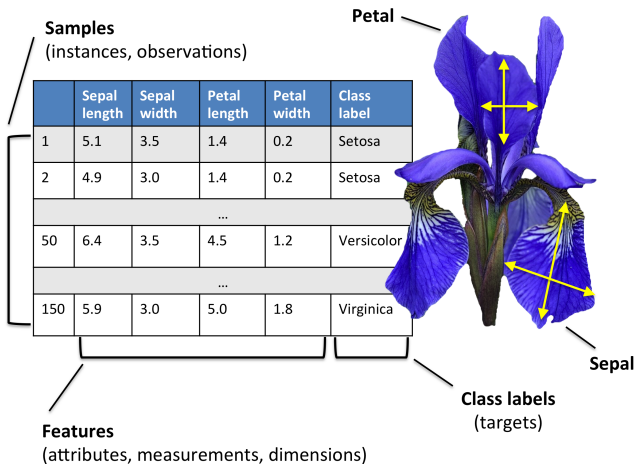 Samples
(instances, observations)
Petal
Sepal length Sepal width Petal length Petal width Class label
1 5.1 3.5 1.4 0.2 Setosa
2 4.9 3.0 1.4 0.2 Setosa
...
50 6.4 3.5 4.5 1.2 Versicolor
...
150 5.9 3.0 5.0 1.8 Virginica
Sepal
Class labels
(targets)
Features
(attributes, measurements, dimensions)